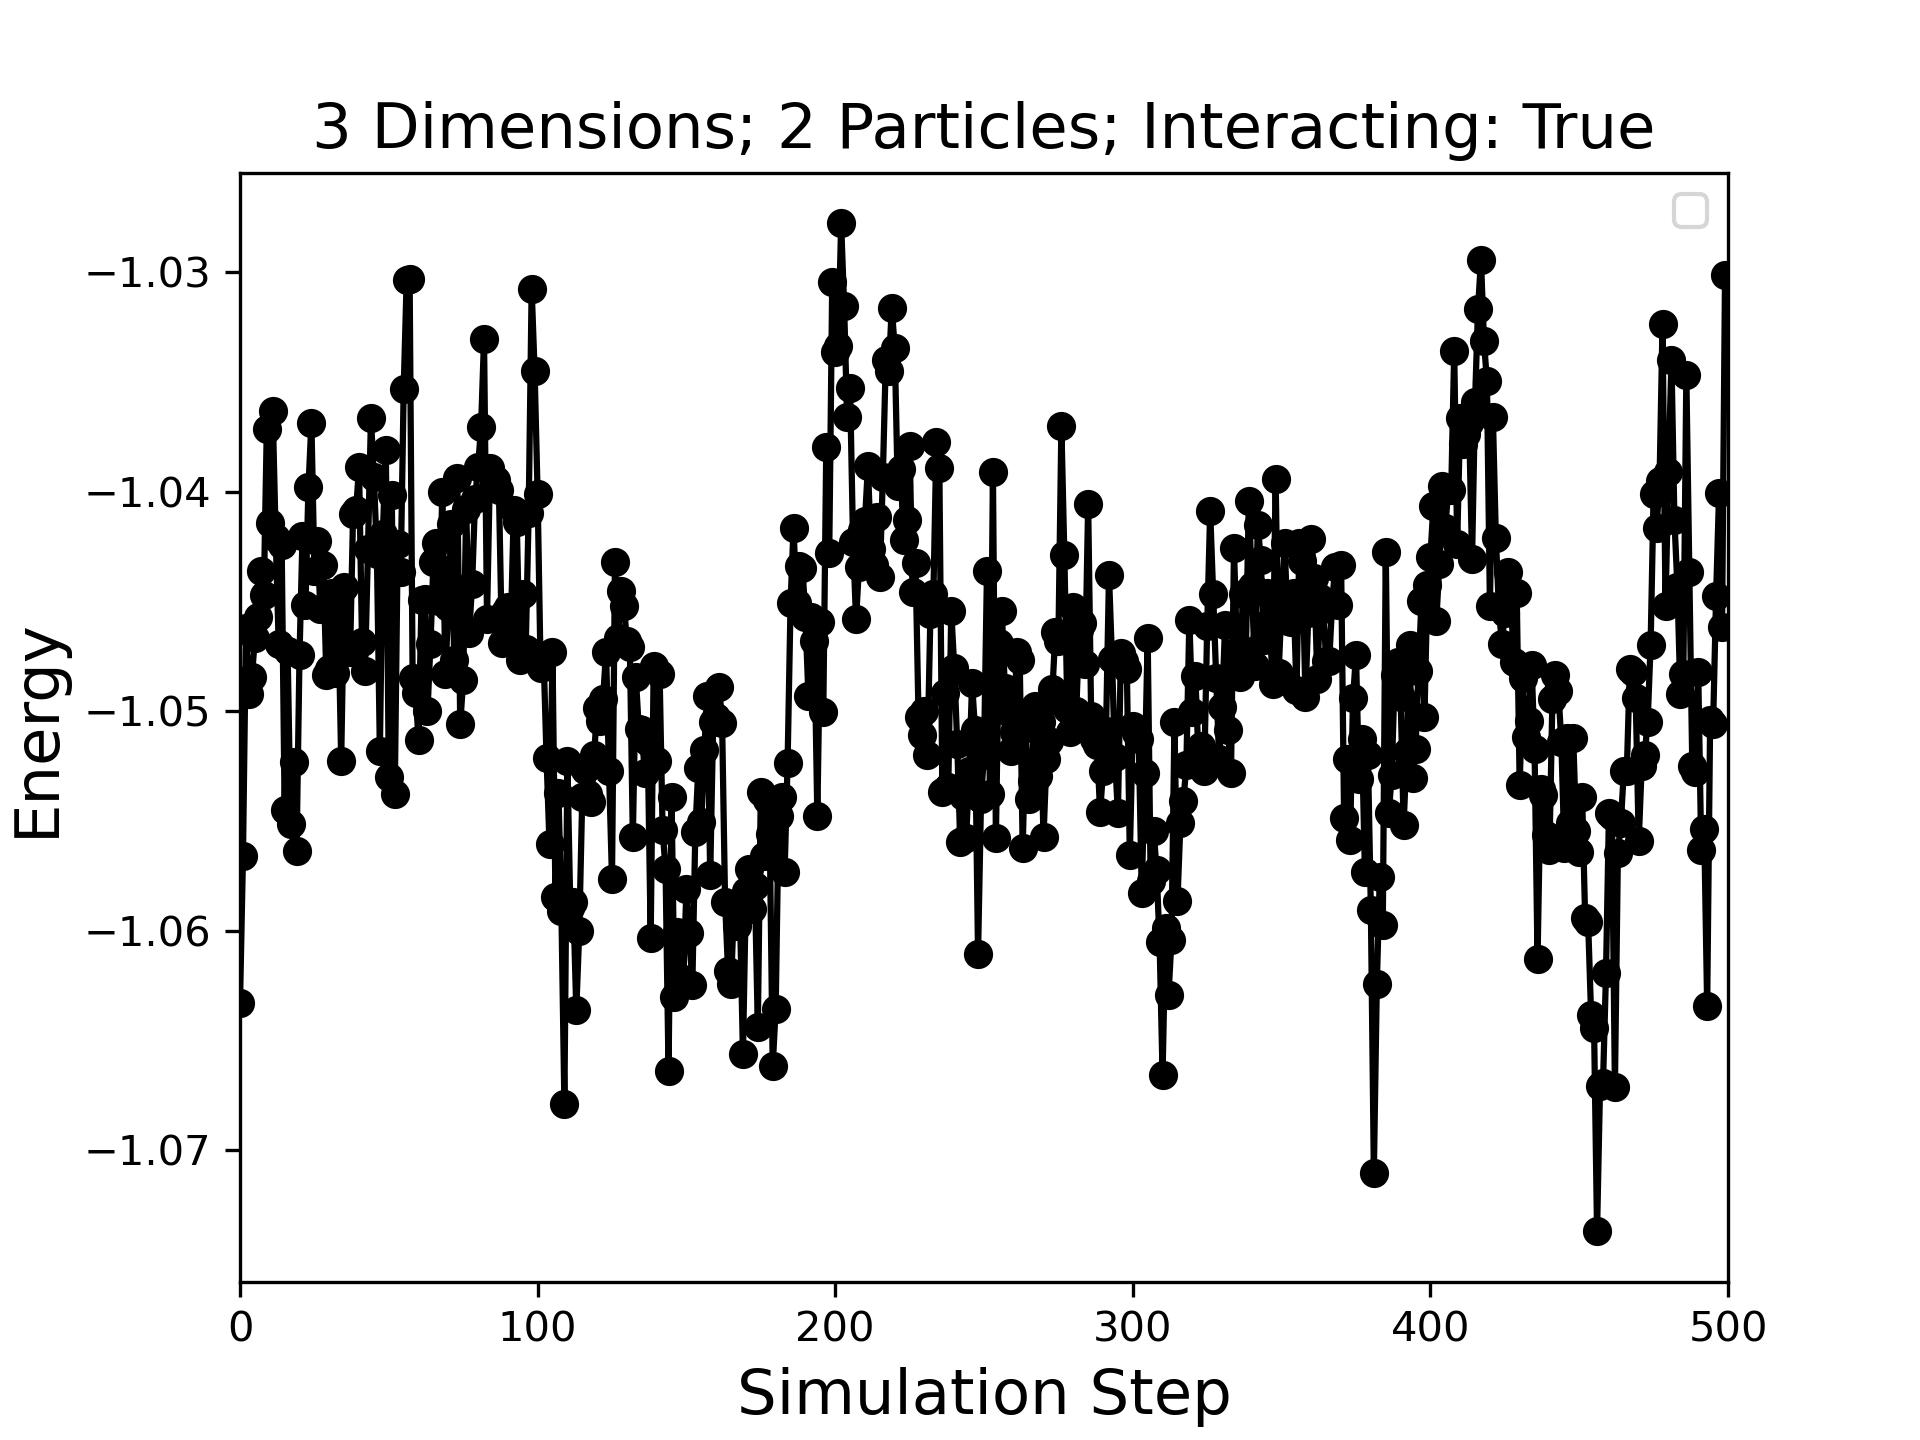 3 Dimensions; 2 Particles; Interacting: True
Energy
−1.03
−1.04
−1.05
−1.06
−1.07
0 100 200 300 400 500
Simulation Step